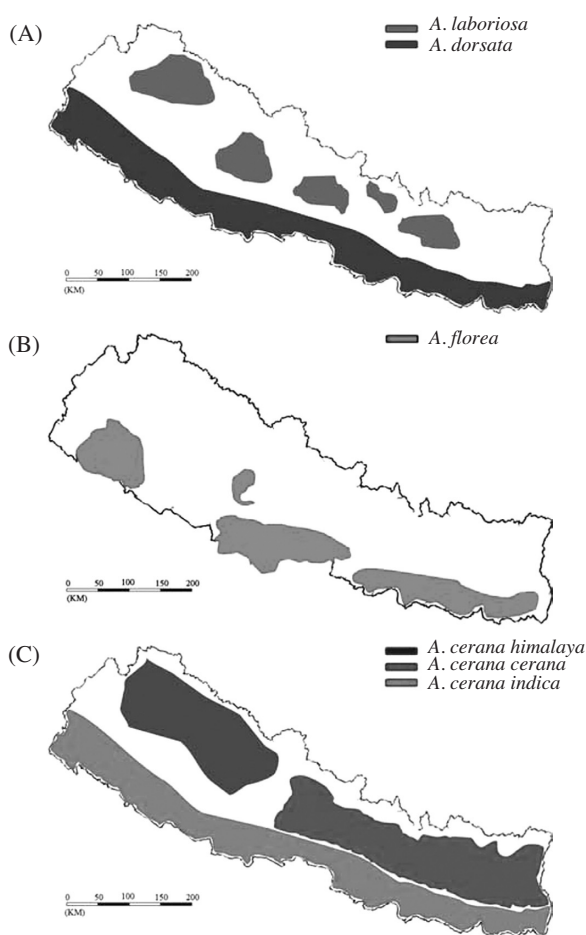 (A)
A. laboriosa
A. dorsata
0 50 100 150 200
(KM)
(B)
A. florea
0 50 100 150 200
(KM)
(C)
A. cerana himalaya
A. cerana cerana
A. cerana indica
0 50 100 150 200
(KM)